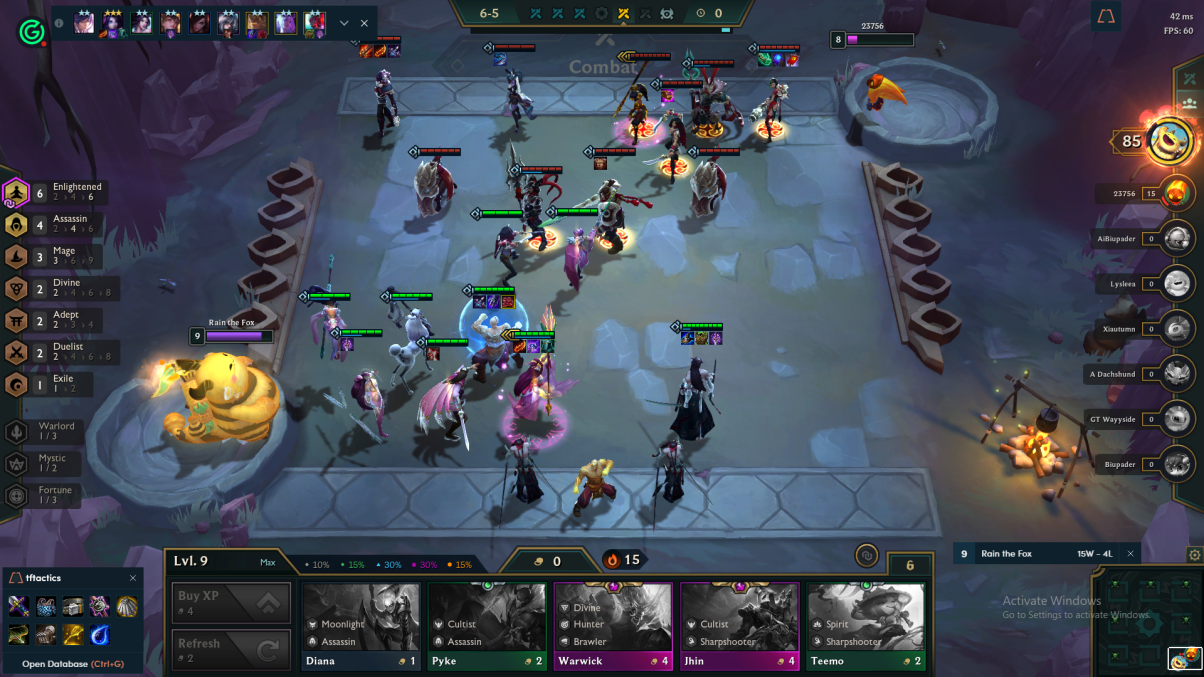 6-5
0
42 ms
FPS: 60
23756
8
Combat
85
23756
15
AiBiupader
0
Lysleea
0
Xiautumn
0
A Dachshund
0
GT Wayyside
0
Biupader
0
6
Enlightened
2 › 4 › 6
4
Assassin
2 › 4 › 6
3
Mage
3 › 6 › 9
2
Divine
2 › 4 › 6 › 8
2
Adept
2 › 3 › 4
2
Duelist
2 › 4 › 6 › 8
1
Exile
1 › 2
Warlord
1 / 3
Mystic
1 / 2
Fortune
1 / 3
Rain the Fox
9
Lvl. 9
Max
10%
15%
30%
30%
15%
0
15
6
9
Rain the Fox
15W - 4L
tftactics
Open Database (Ctrl+G)
Buy XP
4
Refresh
2
Moonlight
Assassin
Diana
1
Cultist
Assassin
Pyke
2
Divine
Hunter
Brawler
Warwick
4
Cultist
Sharpshooter
Jhin
4
Spirit
Sharpshooter
Teemo
2
Activate Windows
Go to Settings to activate Windows.